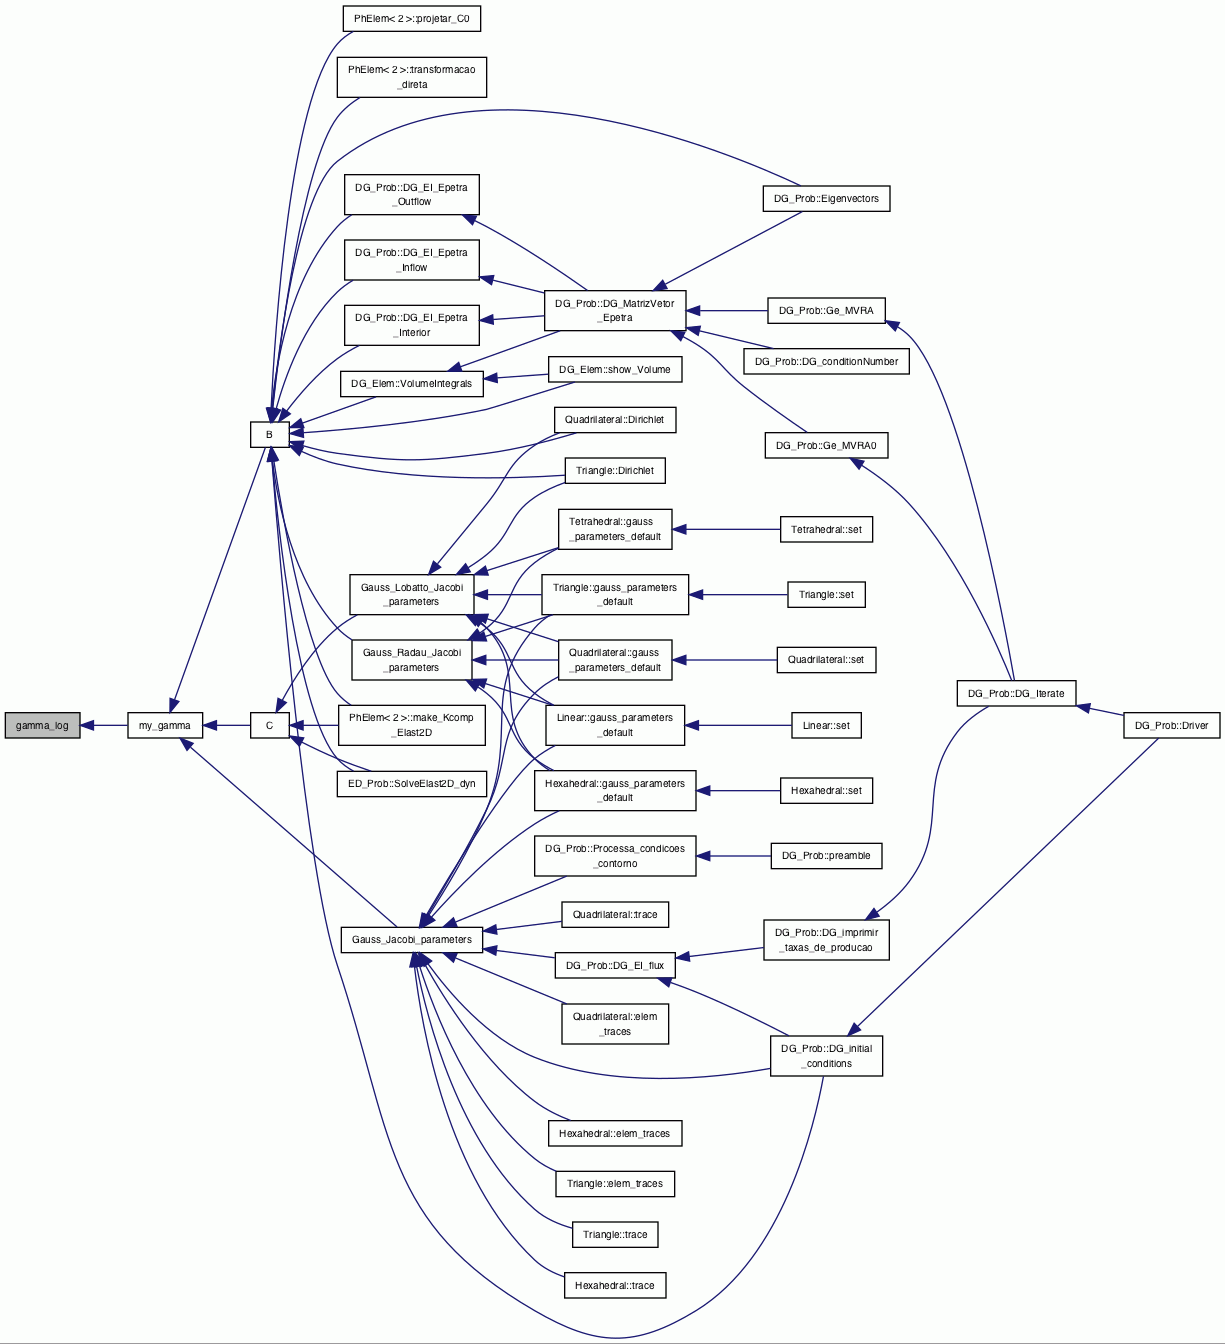 PhElem< 2 >::projetar_C0
PhElem< 2 >::transformacao
_direta
DG_Prob::DG_EI_Epetra
_Outflow
DG_Prob::Eigenvectors
DG_Prob::DG_EI_Epetra
_Inflow
DG_Prob::DG_MatrizVetor
_Epetra
DG_Prob::Ge_MVRA
DG_Prob::DG_EI_Epetra
_Interior
DG_Prob::DG_conditionNumber
DG_Elem::VolumeIntegrals
DG_Elem::show_Volume
Quadrilateral::Dirichlet
B
DG_Prob::Ge_MVRA0
Triangle::Dirichlet
Tetrahedral::gauss
_parameters_default
Tetrahedral::set
Gauss_Lobatto_Jacobi
_parameters
Triangle::gauss_parameters
_default
Triangle::set
Gauss_Radau_Jacobi
_parameters
Quadrilateral::gauss
_parameters_default
Quadrilateral::set
DG_Prob::DG_Iterate
gamma_log
my_gamma
C
PhElem< 2 >::make_Kcomp
_Elast2D
Linear::gauss_parameters
_default
Linear::set
DG_Prob::Driver
ED_Prob::SolveElast2D_dyn
Hexahedral::gauss_parameters
_default
Hexahedral::set
DG_Prob::Processa_condicoes
_contorno
DG_Prob::preamble
Quadrilateral::trace
Gauss_Jacobi_parameters
DG_Prob::DG_imprimir
_taxas_de_producao
DG_Prob::DG_EI_flux
Quadrilateral::elem
_traces
DG_Prob::DG_initial
_conditions
Hexahedral::elem_traces
Triangle::elem_traces
Triangle::trace
Hexahedral::trace